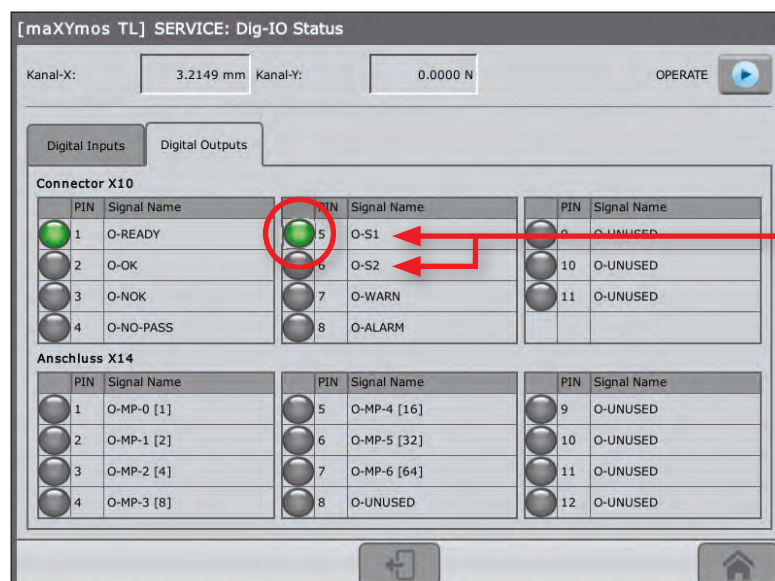 [maXYmos TL] SERVICE: Dig-IO Status
Kanal-X: 3.2149 mm Kanal-Y: 0.0000 N OPERATE
Digital Inputs Digital Outputs
Connector X10
PIN Signal Name PIN Signal Name PIN Signal Name
1 O-READY 5 O-S1 9 O-UNUSED
2 O-OK 6 O-S2 10 O-UNUSED
3 O-NOK 7 O-WARN 11 O-UNUSED
4 O-NO-PASS 8 O-ALARM
Anschluss X14
PIN Signal Name PIN Signal Name PIN Signal Name
1 O-MP-0 [1] 5 O-MP-4 [16] 9 O-UNUSED
2 O-MP-1 [2] 6 O-MP-5 [32] 10 O-UNUSED
3 O-MP-2 [4] 7 O-MP-6 [64] 11 O-UNUSED
4 O-MP-3 [8] 8 O-UNUSED 12 O-UNUSED